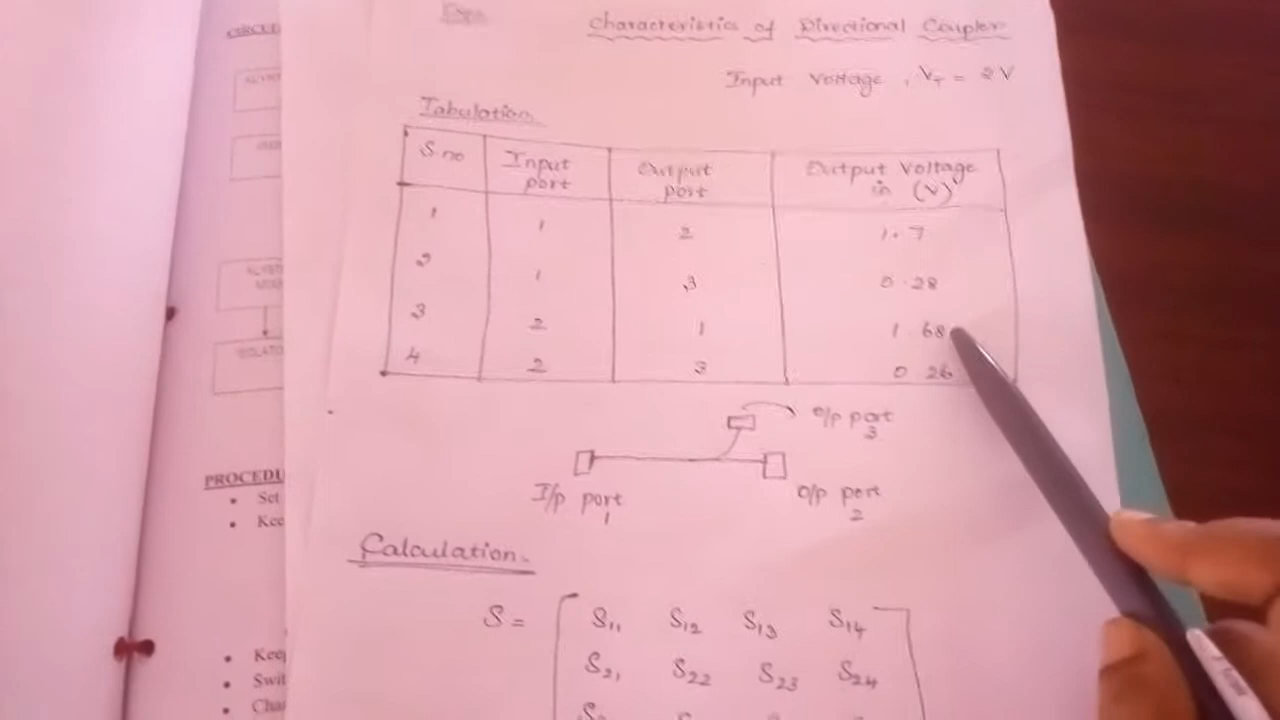 Characteristics of Directional Coupler
Input Voltage, V = 2V
Tabulation
S.no Input port Output port Output Voltage in (V)
1 1 2 1.7
2 1 3 0.28
3 2 1 1 68
4 2 3 0 26
O/p port 3
I/p port 1
O/p port 2
Calculation.
S = S11 S12 S13 S14
S21 S22 S23 S24
PROCEDU
Set
Kee
Kee
Swit
Cha